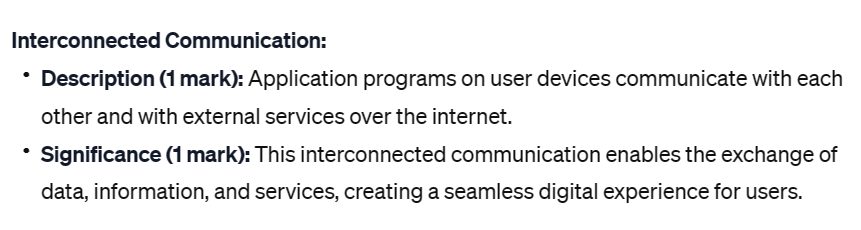 Interconnected Communication:
• Description (1 mark): Application programs on user devices communicate with each
other and with external services over the internet.
• Significance (1 mark): This interconnected communication enables the exchange of
data, information, and services, creating a seamless digital experience for users.